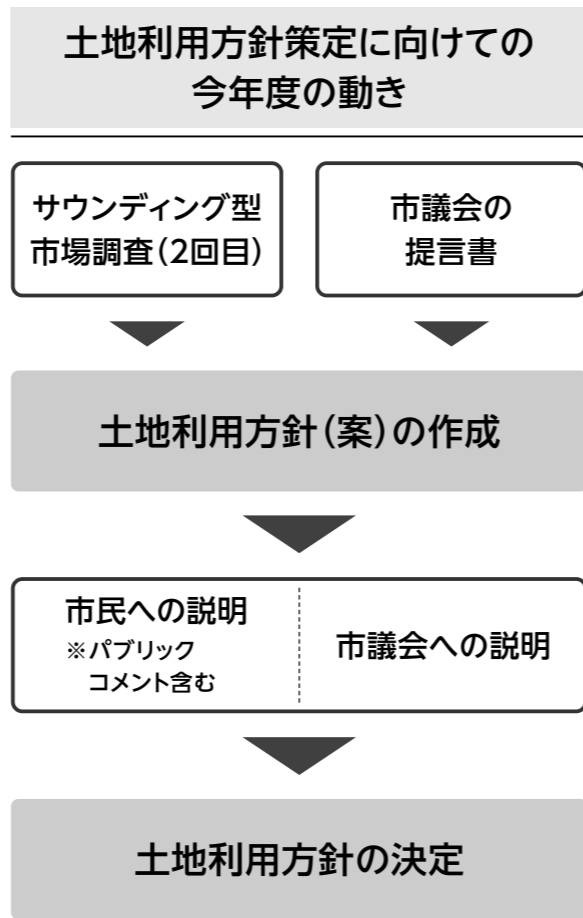 土地利用方針策定に向けての
今年度の動き
サウンディング型
市場調査(2回目)
市議会の
提言書
土地利用方針(案)の作成
市民への説明
※パブリック
コメント含む
市議会への説明
土地利用方針の決定